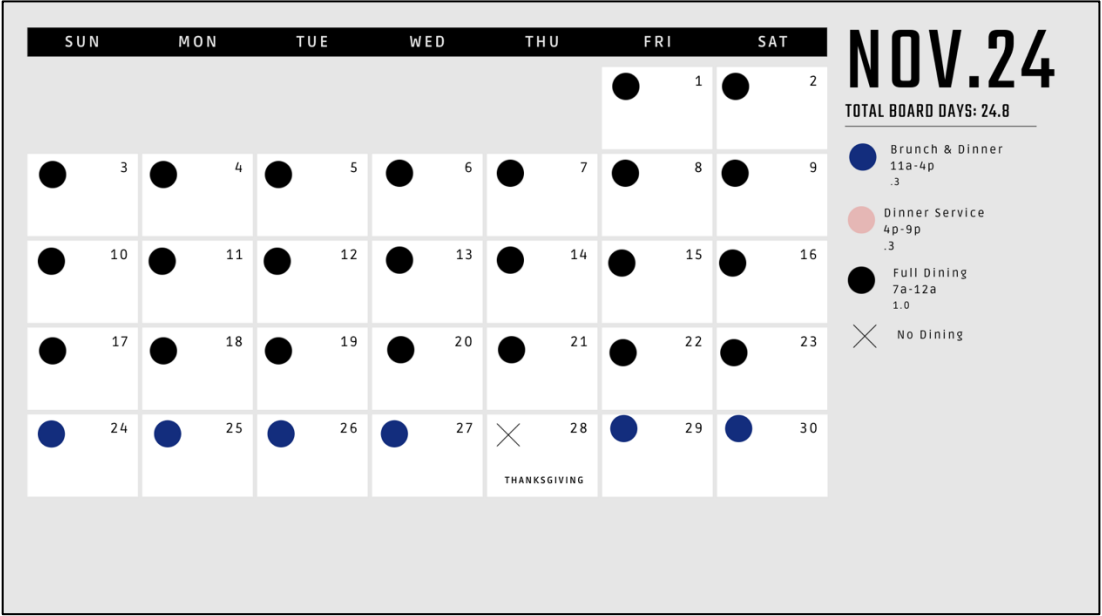 SUN MON TUE WED THU FRI SAT
NOV.24
TOTAL BOARD DAYS: 24.8
1 2
3 4 5 6 7 8 9
10 11 12 13 14 15 16
17 18 19 20 21 22 23
24 25 26 27 28 29 30
THANKSGIVING
Brunch & Dinner
11a-4p
.3
Dinner Service
4p-9p
.3
Full Dining
7a-12a
1.0
No Dining